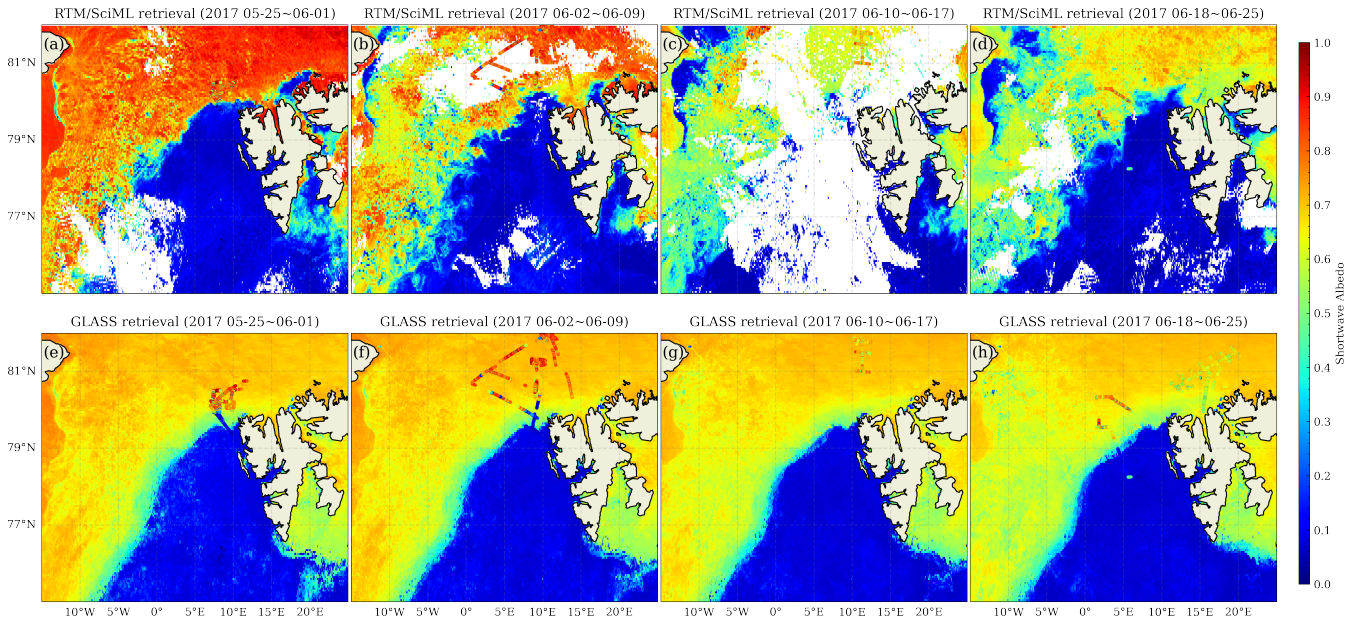 RTM/SciML retrieval (2017 05-25~06-01)
RTM/SciML retrieval (2017 06-02~06-09)
RTM/SciML retrieval (2017 06-10~06-17)
RTM/SciML retrieval (2017 06-18~06-25)
(a)
(b)
(c)
(d)
81°N
79°N
77°N
GLASS retrieval (2017 05-25~06-01)
GLASS retrieval (2017 06-02~06-09)
GLASS retrieval (2017 06-10~06-17)
GLASS retrieval (2017 06-18~06-25)
(e)
(f)
(g)
(h)
81°N
79°N
77°N
10°W 5°W 0° 5°E 10°E 15°E 20°E
10°W 5°W 0° 5°E 10°E 15°E 20°E
10°W 5°W 0° 5°E 10°E 15°E 20°E
10°W 5°W 0° 5°E 10°E 15°E 20°E
1.0
0.9
0.8
0.7
0.6
0.5
0.4
0.3
0.2
0.1
0.0
Shortwave Albedo